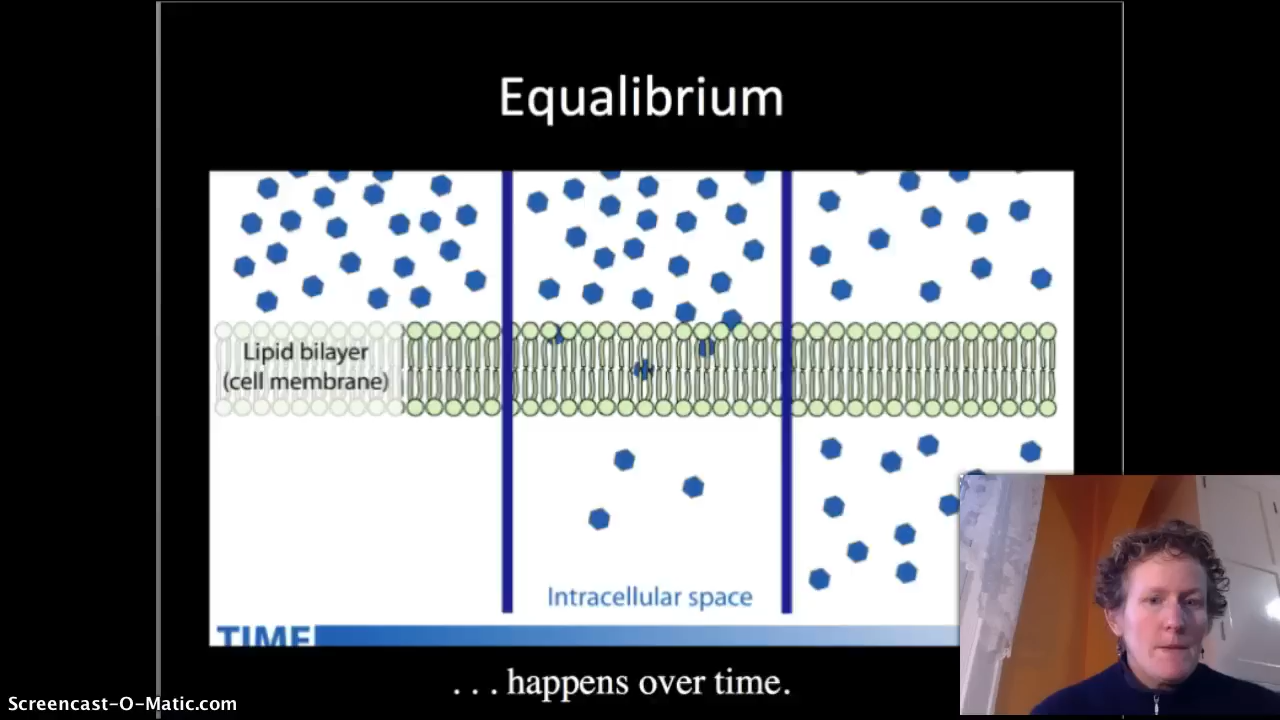 Equalibrium
Lipid bilayer
(cell membrane)
Intracellular space
TIME
. . . happens over time.
Screencast-O-Matic.com